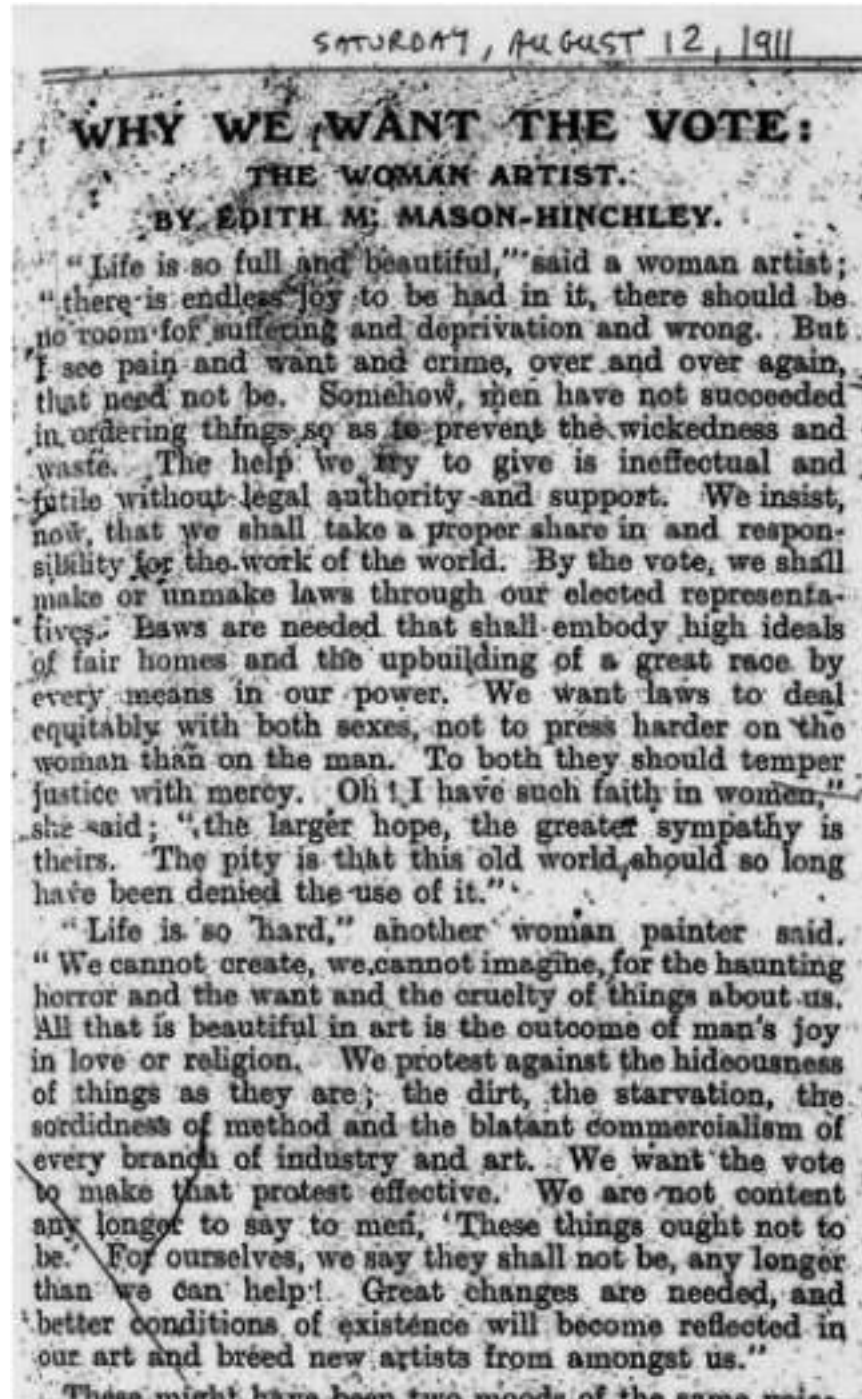 SATURDAY, AUGUST 12, 1911
WHY WE WANT THE VOTE:
THE WOMAN ARTIST.
BY EDITH M. MASON-HINCHLEY.
"Life is so full and beautiful," said a woman artist;
"there is endless joy to be had in it, there should be
no room for suffering and deprivation and wrong. But
I see pain and want and crime, over and over again,
that need not be. Somehow, men have not succeeded
in ordering things so as to prevent the wickedness and
waste. The help we try to give is ineffectual and
futile without legal authority and support. We insist,
now, that we shall take a proper share in and respon-
sibility for the work of the world. By the vote, we shall
make or unmake laws through our elected representa-
tives. Laws are needed that shall embody high ideals
of fair homes and the upbuilding of a great race by
every means in our power. We want laws to deal
equitably with both sexes, not to press harder on the
woman than on the man. To both they should temper
justice with mercy. Oh! I have such faith in women,"
she said; "the larger hope, the greater sympathy is
theirs. The pity is that this old world should so long
have been denied the use of it."
"Life is so hard," another woman painter said.
"We cannot create, we cannot imagine, for the haunting
horror and the want and the cruelty of things about us.
All that is beautiful in art is the outcome of man's joy
in love or religion. We protest against the hideousness
of things as they are; the dirt, the starvation, the
sordidness of method and the blatant commercialism of
every branch of industry and art. We want the vote
to make that protest effective. We are not content
any longer to say to men, 'These things ought not to
be.' For ourselves, we say they shall not be, any longer
than we can help! Great changes are needed, and
better conditions of existence will become reflected in
our art and breed new artists from amongst us."
These might have been two moods of the same